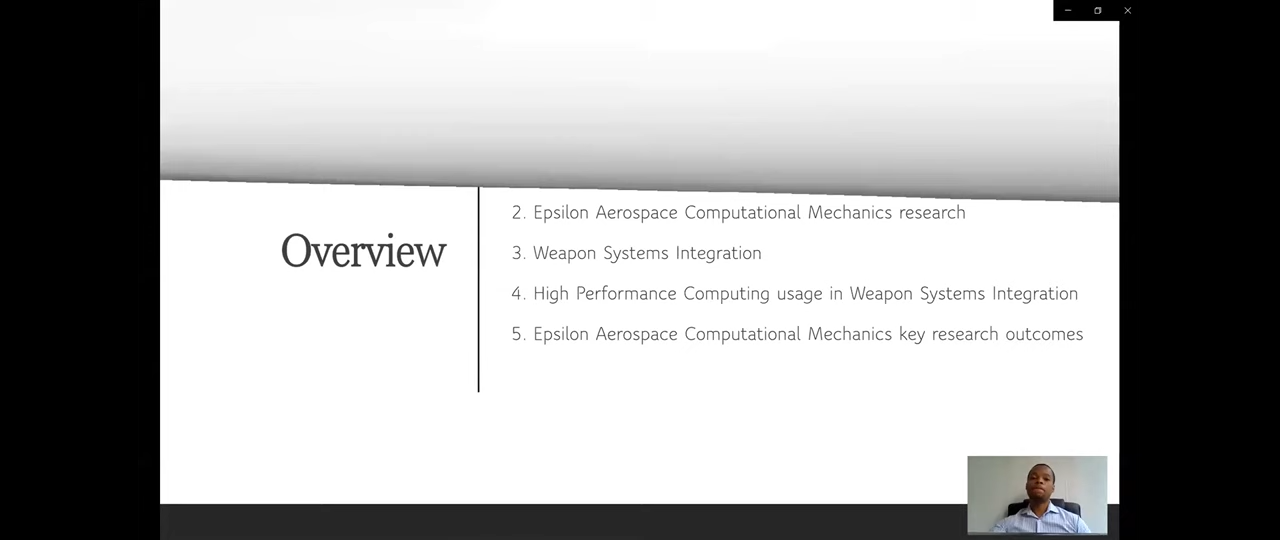 Overview
2. Epsilon Aerospace Computational Mechanics research
3. Weapon Systems Integration
4. High Performance Computing usage in Weapon Systems Integration
5. Epsilon Aerospace Computational Mechanics key research outcomes